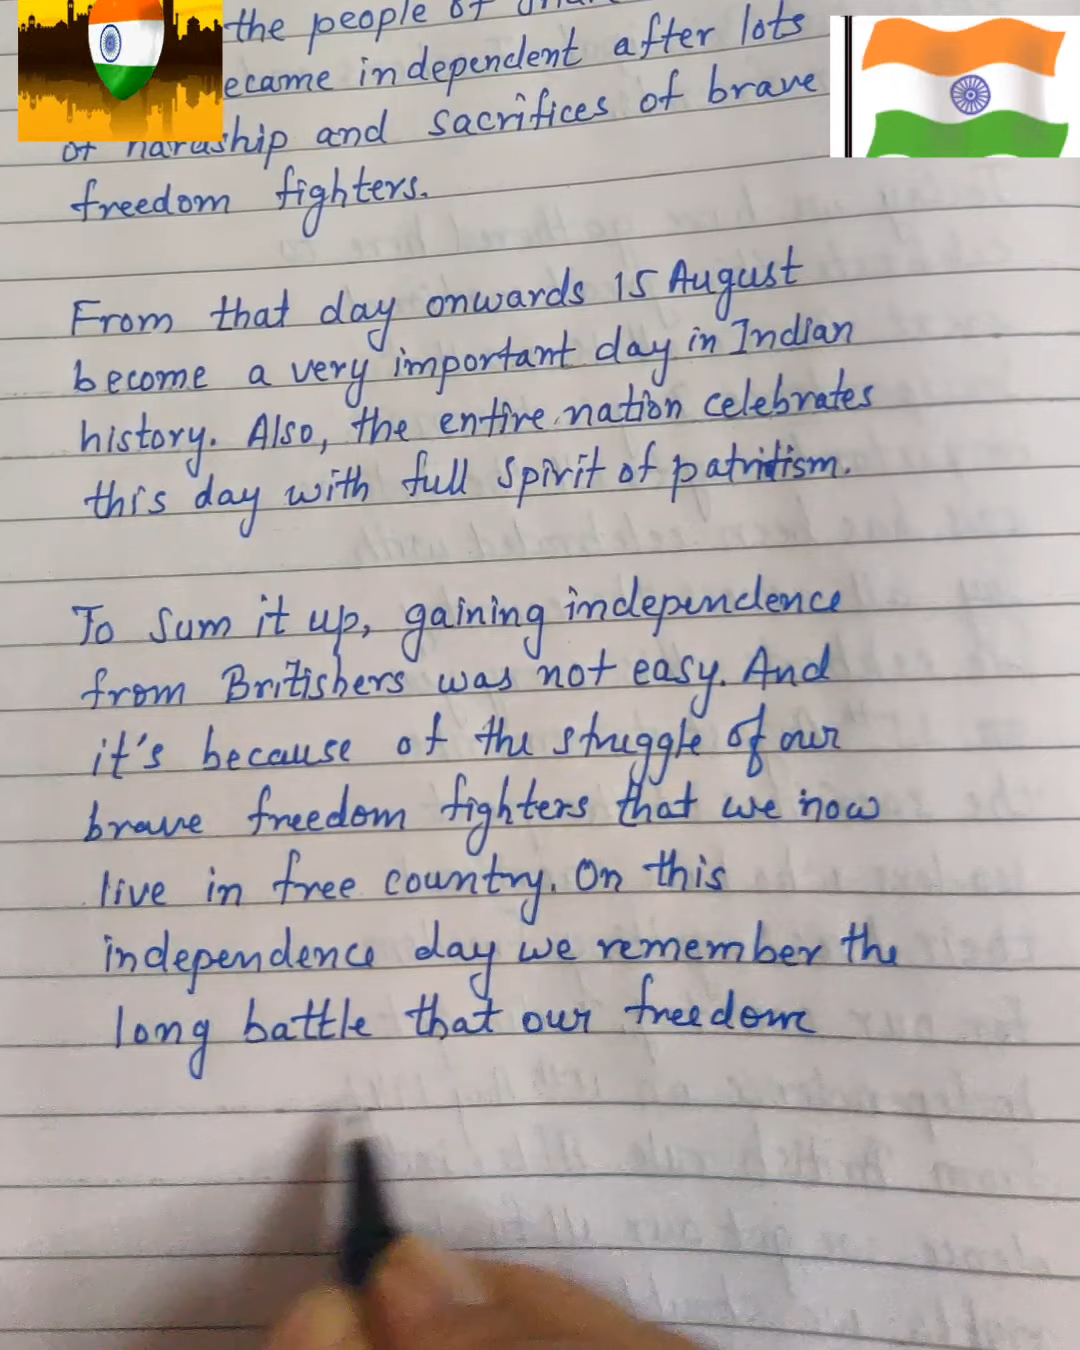 the people of
ecame independent after lots
of hardship and sacrifices of brave
freedom fighters.
From that day onwards 15 August
become a very important day in Indian
history. Also, the entire nation celebrates
this day with full spirit of patritism.
To Sum it up, gaining independence
from Britishers was not easy. And
it's because of the struggle of our
brave freedom fighters that we now
live in free country. On this
independence day we remember the
long battle that our freedom